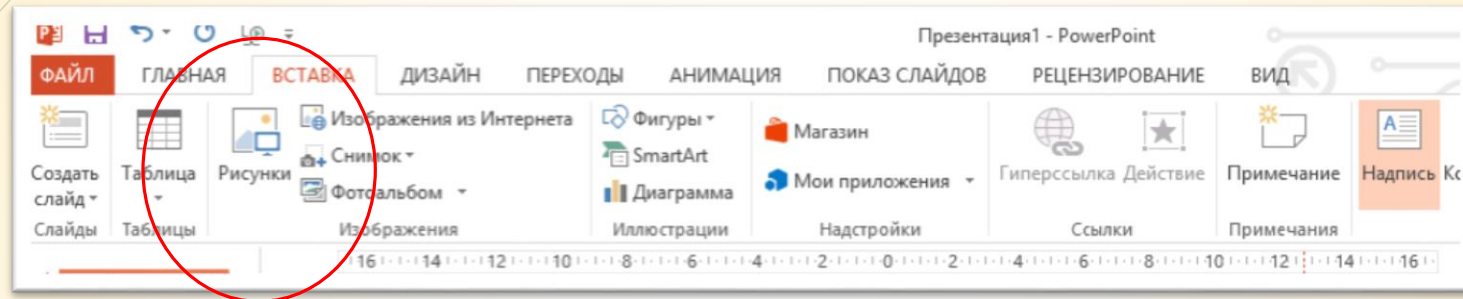 Презентация1 - PowerPoint
ФАЙЛ ГЛАВНАЯ ВСТАВКА ДИЗАЙН ПЕРЕХОДЫ АНИМАЦИЯ ПОКАЗ СЛАЙДОВ РЕЦЕНЗИРОВАНИЕ ВИД
Создать слайд
Таблица
Рисунки
Изображения из Интернета
Снимок
Фотоальбом
Фигуры
SmartArt
Диаграмма
Магазин
Мои приложения
Гиперссылка
Действие
Примечание
Надпись
Слайды Таблицы Изображения Иллюстрации Надстройки Ссылки Примечания
16 14 12 10 8 6 4 2 0 2 4 6 8 10 12 14 16